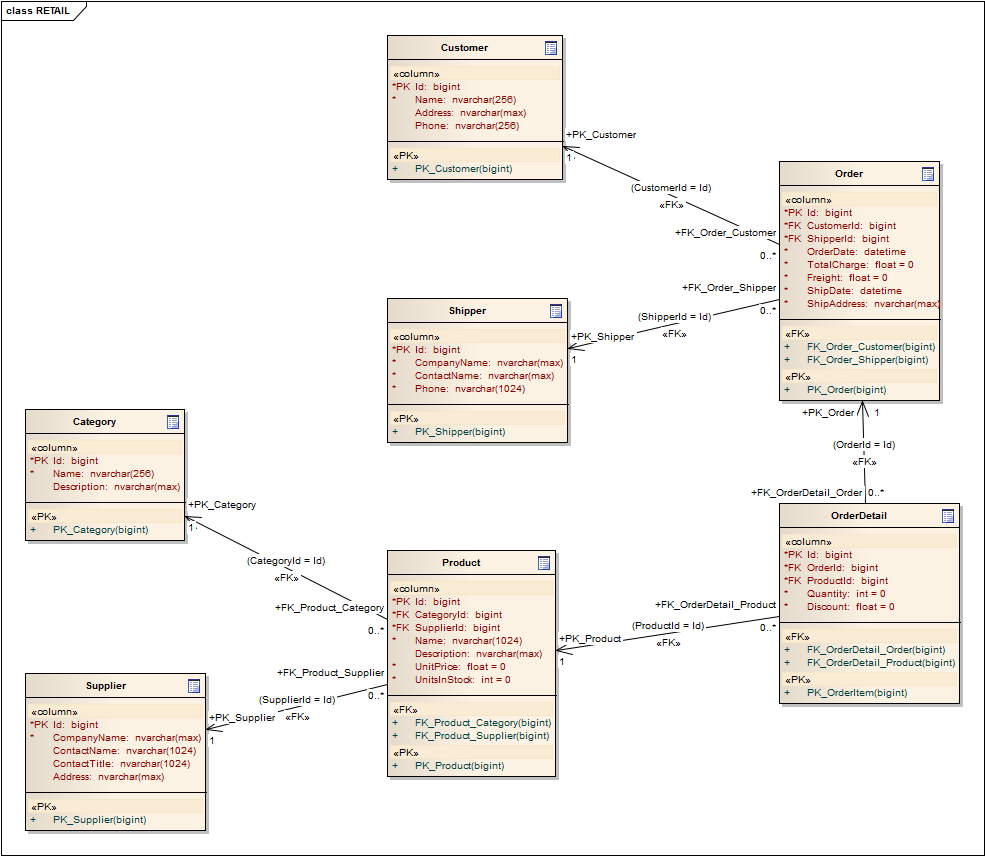 class RETAIL
Customer
«column»
*PK Id: bigint
* Name: nvarchar(256)
Address: nvarchar(max)
Phone: nvarchar(256)
«PK»
+ PK_Customer(bigint)
+PK_Customer
1
(CustomerId = Id)
«FK»
+FK_Order_Customer
0..*
Order
«column»
*PK Id: bigint
*FK CustomerId: bigint
*FK ShipperId: bigint
* OrderDate: datetime
* TotalCharge: float = 0
* Freight: float = 0
* ShipDate: datetime
* ShipAddress: nvarchar(max)
«FK»
+ FK_Order_Customer(bigint)
+ FK_Order_Shipper(bigint)
«PK»
+ PK_Order(bigint)
+FK_Order_Shipper
0..*
(ShipperId = Id)
«FK»
+PK_Shipper
1
Shipper
«column»
*PK Id: bigint
* CompanyName: nvarchar(max)
* ContactName: nvarchar(max)
* Phone: nvarchar(1024)
«PK»
+ PK_Shipper(bigint)
+PK_Order
1
(OrderId = Id)
«FK»
+FK_OrderDetail_Order
0..*
Category
«column»
*PK Id: bigint
* Name: nvarchar(256)
Description: nvarchar(max)
«PK»
+ PK_Category(bigint)
+PK_Category
1
(CategoryId = Id)
«FK»
+FK_Product_Category
0..*
Product
«column»
*PK Id: bigint
*FK CategoryId: bigint
*FK SupplierId: bigint
* Name: nvarchar(1024)
Description: nvarchar(max)
* UnitPrice: float = 0
* UnitsInStock: int = 0
«FK»
+ FK_Product_Category(bigint)
+ FK_Product_Supplier(bigint)
«PK»
+ PK_Product(bigint)
OrderDetail
«column»
*PK Id: bigint
*FK OrderId: bigint
*FK ProductId: bigint
* Quantity: int = 0
* Discount: float = 0
«FK»
+ FK_OrderDetail_Order(bigint)
+ FK_OrderDetail_Product(bigint)
«PK»
+ PK_OrderItem(bigint)
+FK_OrderDetail_Product
0..*
(ProductId = Id)
«FK»
+PK_Product
1
+FK_Product_Supplier
0..*
(SupplierId = Id)
«FK»
+PK_Supplier
1
Supplier
«column»
*PK Id: bigint
* CompanyName: nvarchar(max)
ContactName: nvarchar(1024)
ContactTitle: nvarchar(1024)
Address: nvarchar(max)
«PK»
+ PK_Supplier(bigint)